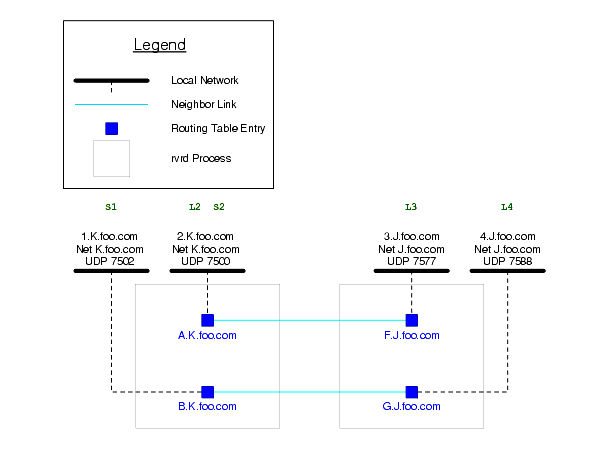 Legend
Local Network
Neighbor Link
Routing Table Entry
rvrd Process
S1 L2 S2 L3 L4
1.K.foo.com 2.K.foo.com 3.J.foo.com 4.J.foo.com
Net K.foo.com Net K.foo.com Net J.foo.com Net J.foo.com
UDP 7502 UDP 7500 UDP 7577 UDP 7588
A.K.foo.com F.J.foo.com
B.K.foo.com G.J.foo.com